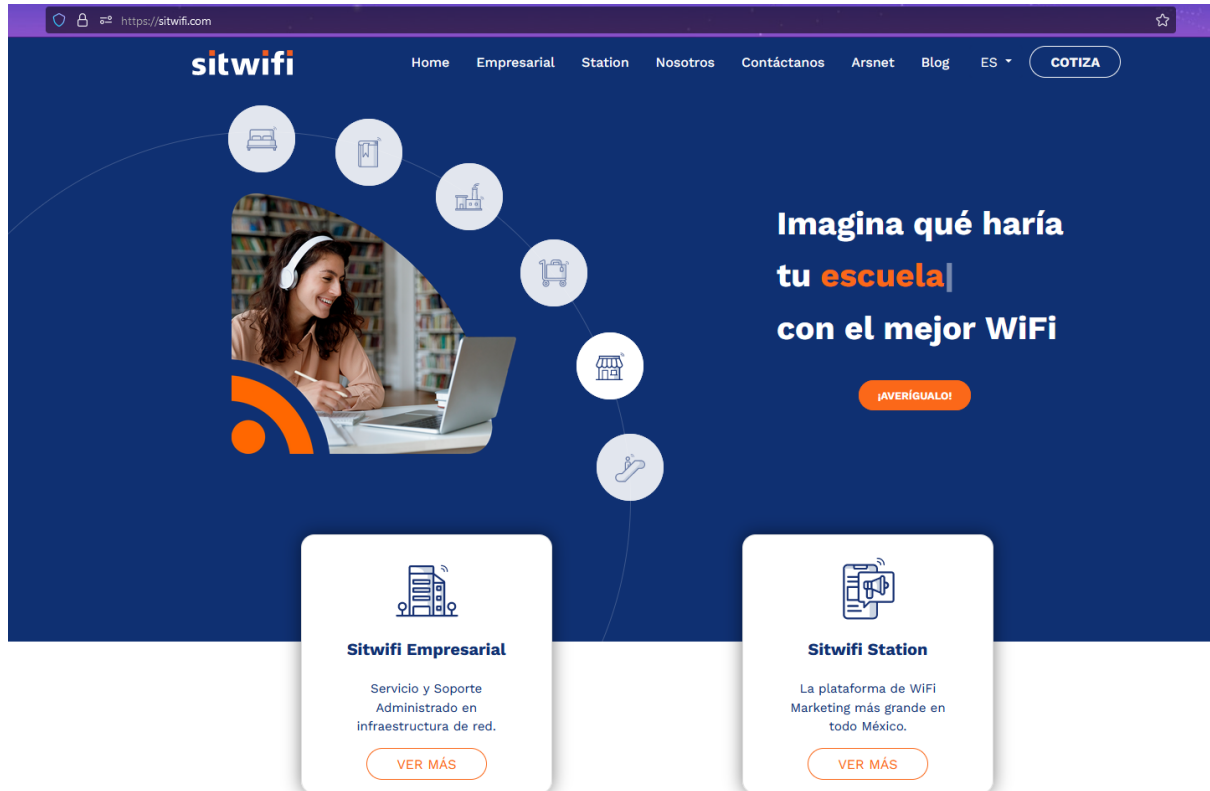 https://sitwifi.com
sitwifi
Home Empresarial Station Nosotros Contáctanos Arsnet Blog ES COTIZA
Imagina qué haría
tu escuela|
con el mejor WiFi
¡AVERÍGUALO!
Sitwifi Empresarial
Servicio y Soporte
Administrado en
infraestructura de red.
VER MÁS
Sitwifi Station
La plataforma de WiFi
Marketing más grande en
todo México.
VER MÁS